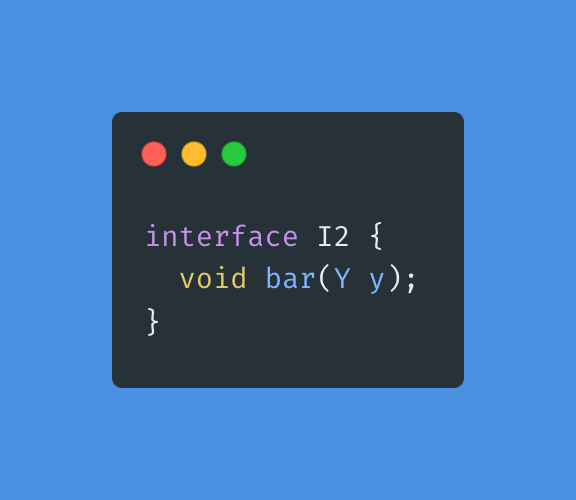 interface I2 {
  void bar(Y y);
}